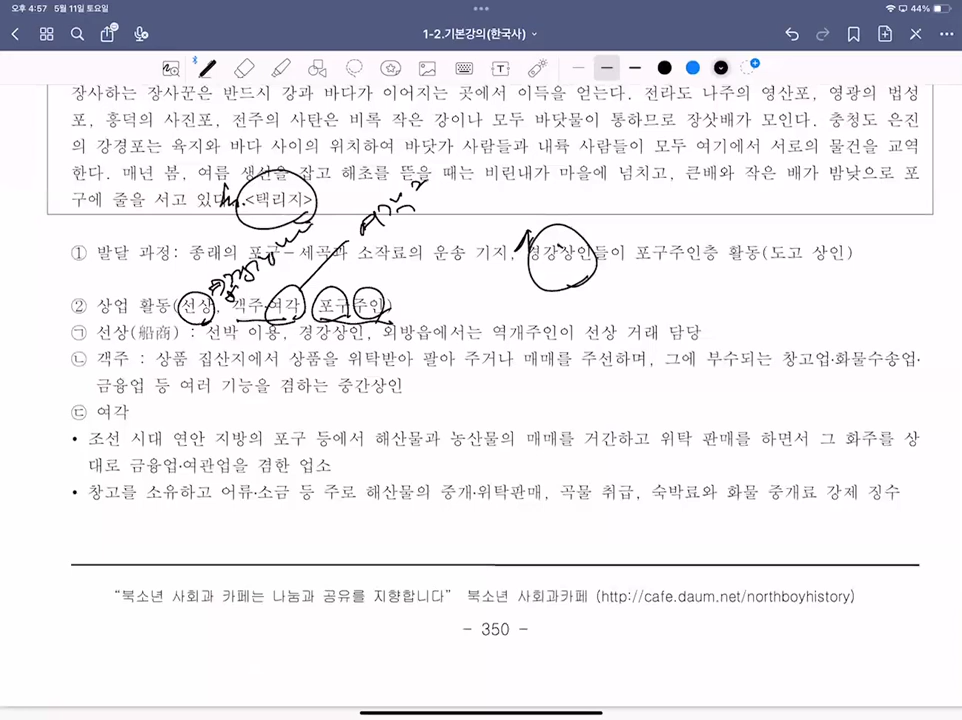 오후 4:57 5월 11일 토요일
44%
1-2.기본강의(한국사)
장사하는 장사꾼은 반드시 강과 바다가 이어지는 곳에서 이득을 얻는다. 전라도 나주의 영산포, 영광의 법성
포, 흥덕의 사진포, 전주의 사탄은 비록 작은 강이나 모두 바닷물이 통하므로 장삿배가 모인다. 충청도 은진
의 강경포는 육지와 바다 사이의 위치하여 바닷가 사람들과 내륙 사람들이 모두 여기에서 서로의 물건을 교역
한다. 매년 봄, 여름 생선을 잡고 해초를 뜯을 때는 비린내가 마을에 넘치고, 큰배와 작은 배가 밤낮으로 포
구에 줄을 서고 있다. <택리지>
① 발달 과정: 종래의 포구-세곡과 소작료의 운송 기지, 경강상인들이 포구주인층 활동(도고 상인)
② 상업 활동(선상, 객주·여각, 포구주인)
㉠ 선상(船商) : 선박 이용, 경강상인, 외방읍에서는 역개주인이 선상 거래 담당
㉡ 객주 : 상품 집산지에서 상품을 위탁받아 팔아 주거나 매매를 주선하며, 그에 부수되는 창고업·화물수송업·
금융업 등 여러 기능을 겸하는 중간상인
㉢ 여각
• 조선 시대 연안 지방의 포구 등에서 해산물과 농산물의 매매를 거간하고 위탁 판매를 하면서 그 화주를 상
대로 금융업·여관업을 겸한 업소
• 창고를 소유하고 어류·소금 등 주로 해산물의 중개·위탁판매, 곡물 취급, 숙박료와 화물 중개료 강제 징수
“북소년 사회과 카페는 나눔과 공유를 지향합니다” 북소년 사회과카페 (http://cafe.daum.net/northboyhistory)
- 350 -